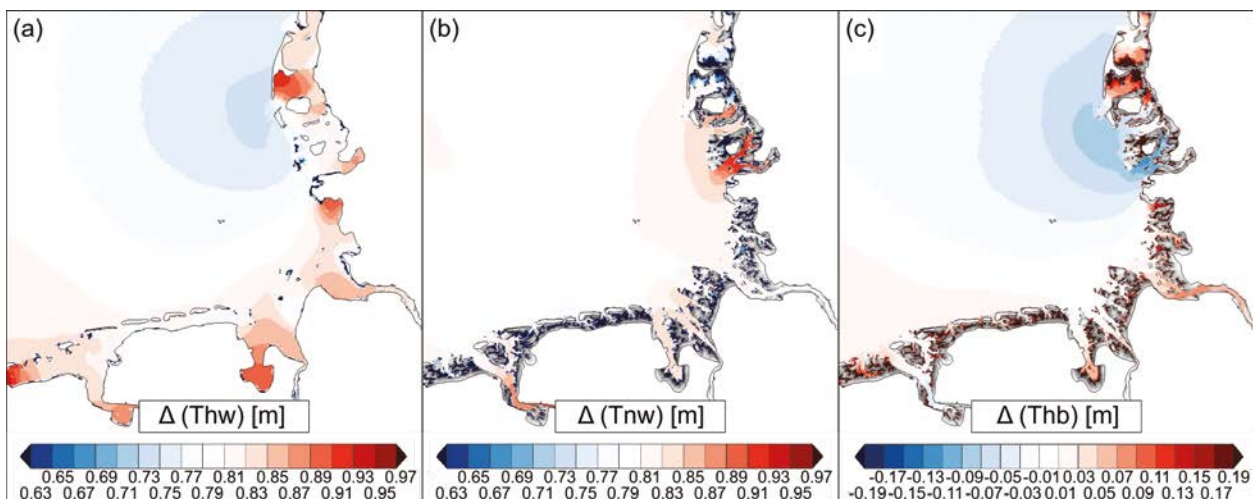 (a)
(b)
(c)
Δ (Thw) [m]
Δ (Tnw) [m]
Δ (Thb) [m]
0.65 0.69 0.73 0.77 0.81 0.85 0.89 0.93 0.97
0.63 0.67 0.71 0.75 0.79 0.83 0.87 0.91 0.95
0.65 0.69 0.73 0.77 0.81 0.85 0.89 0.93 0.97
0.63 0.67 0.71 0.75 0.79 0.83 0.87 0.91 0.95
-0.17-0.13-0.09-0.05-0.01 0.03 0.07 0.11 0.15 0.19
-0.19-0.15-0.11-0.07-0.03 0.01 0.05 0.09 0.13 0.17